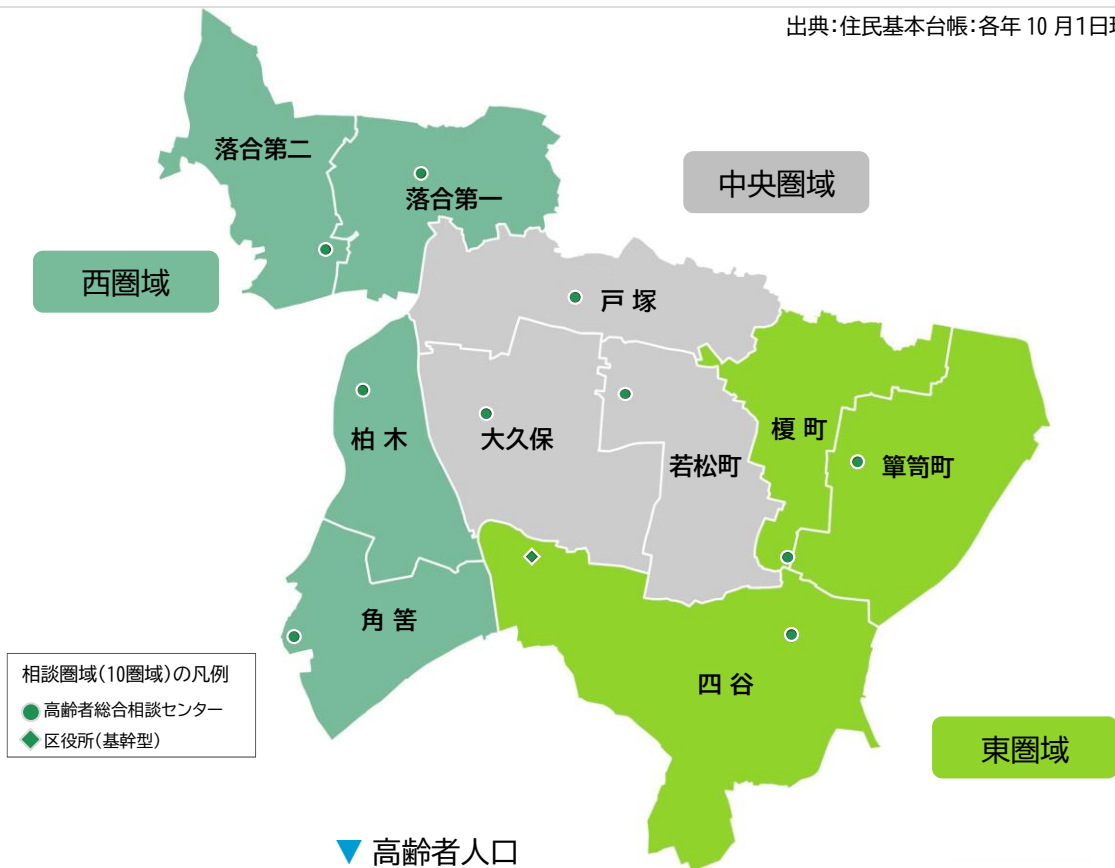 出典：住民基本台帳：各年 10 月1日現
落合第二
落合第一
中央圏域
西圏域
戸 塚
榎 町
柏 木
大久保
若松町
簞笥町
角 筈
四 谷
相談圏域（10圏域）の凡例
高齢者総合相談センター
区役所（基幹型）
東圏域
▼ 高齢者人口